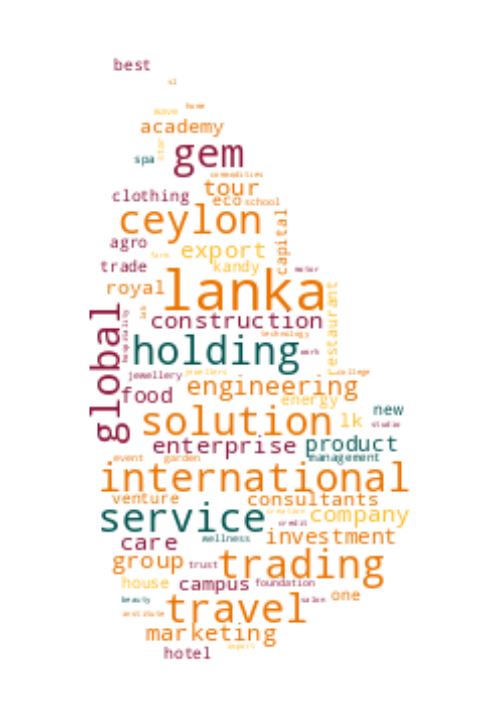 best
sl
home
move
academy
star
spa
gem
commodities
tour
clothing
eco
school
ceylon
capital
agro
export
farm
trade
kandy
motor
royal
lanka
restaurant
global
hospitality
construction
technology
holding
work
jewellery
jewellers
college
engineering
food
energy
new
solution
lk
studio
enterprise
product
event
garden
management
international
venture
consultants
service
creation
company
credit
care
wellness
investment
group
trust
trading
house
campus
foundation
beauty
travel
salon
one
institute
marketing
hotel